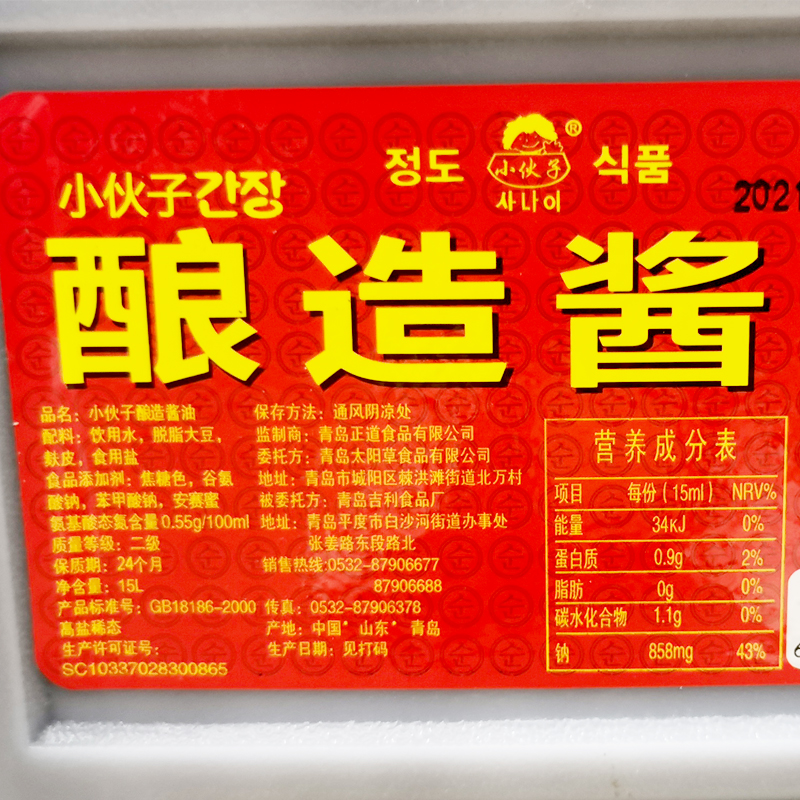 정도 小伙子® 식품
사나이
小伙子간장
2021
酿造酱
品名：小伙子酿造酱油
配料：饮用水，脱脂大豆，
麸皮，食用盐
食品添加剂：焦糖色，谷氨
酸钠，苯甲酸钠，安赛蜜
氨基酸态氮含量0.55g/100ml
质量等级：二级
保质期：24个月
净含量：15L
产品标准号：GB18186-2000
高盐稀态
生产许可证号：
SC10337028300865
保存方法：通风阴凉处
监制商：青岛正道食品有限公司
委托方：青岛太阳草食品有限公司
地址：青岛市城阳区棘洪滩街道北万村
被委托方：青岛吉利食品厂
地址：青岛平度市白沙河街道办事处
张姜路东段路北
销售热线:0532-87906677
87906688
传真：0532-87906378
产地：中国·山东·青岛
生产日期：见打码
营养成分表
项目 每份（15ml） NRV%
能量 34KJ 0%
蛋白质 0.9g 2%
脂肪 0g 0%
碳水化合物 1.1g 0%
钠 858mg 43%